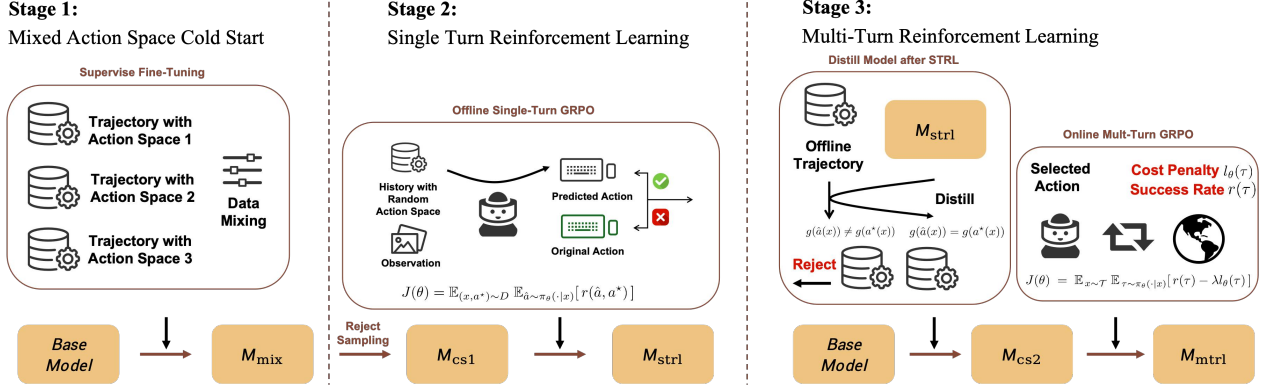 Stage 1:
Mixed Action Space Cold Start
Supervise Fine-Tuning
Trajectory with
Action Space 1
Trajectory with
Action Space 2
Trajectory with
Action Space 3
Data
Mixing
Base
Model
M_mix
Stage 2:
Single Turn Reinforcement Learning
Offline Single-Turn GRPO
History with
Random
Action Space
Observation
Predicted Action
Original Action
J(θ) = 𝔼_{(x,a⋆)∼D} 𝔼_{â∼π_θ(·|x)}[r(â, a⋆)]
Reject
Sampling
M_cs1
M_strl
Stage 3:
Multi-Turn Reinforcement Learning
Distill Model after STRL
Offline
Trajectory
M_strl
Distill
g(â(x)) ≠ g(a⋆(x))
g(â(x)) = g(a⋆(x))
Reject
Online Mult-Turn GRPO
Selected
Action
Cost Penalty l_θ(τ)
Success Rate r(τ)
J(θ) = 𝔼_{x∼𝒯} 𝔼_{τ∼π_θ(·|x)}[r(τ) − λl_θ(τ)]
Base
Model
M_cs2
M_mtrl